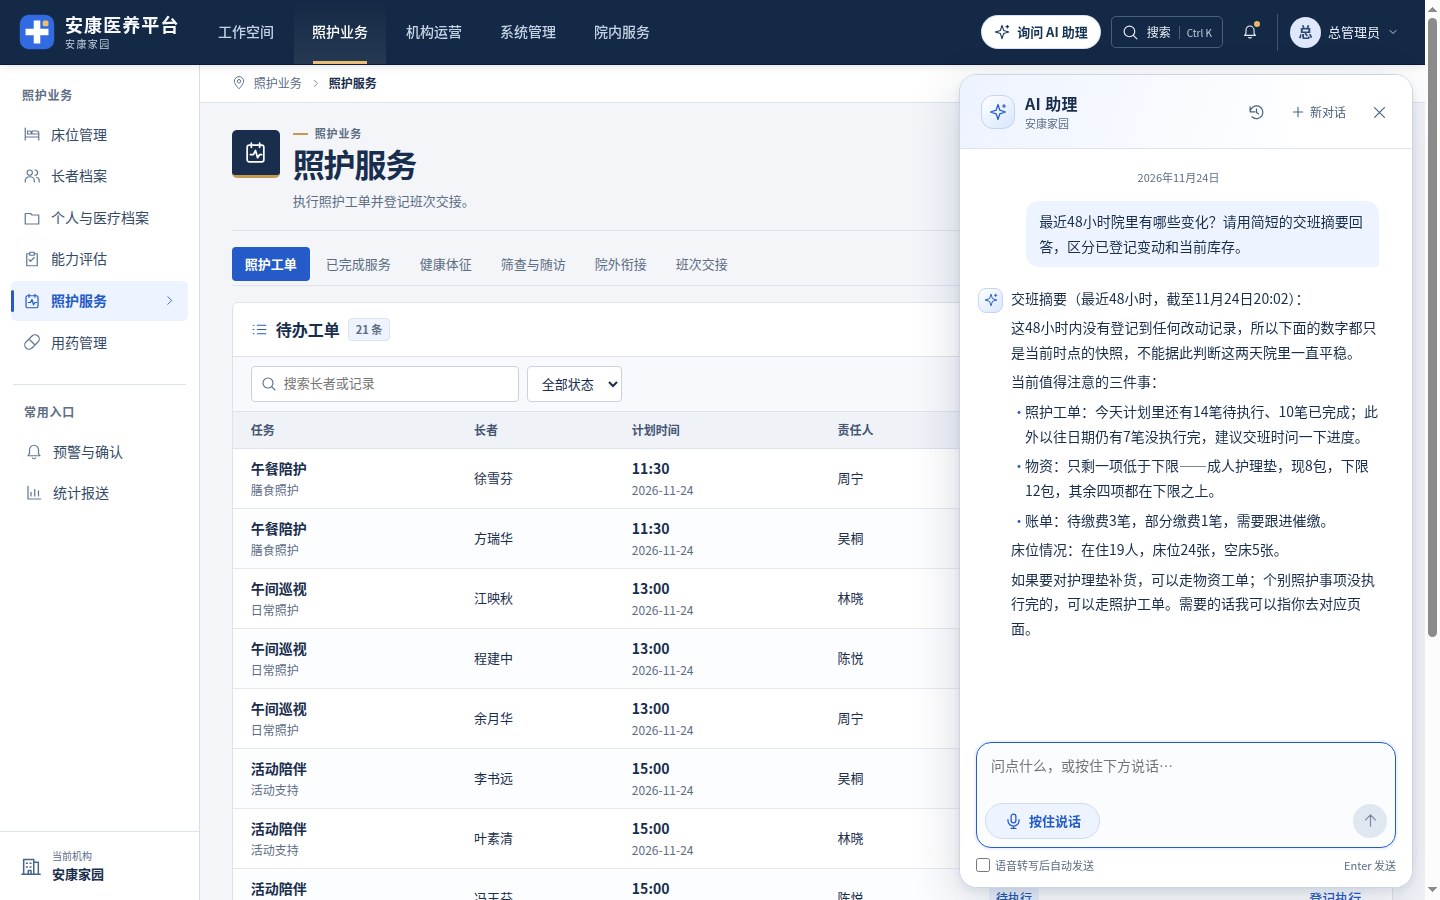 安康医养平台
安康家园
工作空间
照护业务
机构运营
系统管理
院内服务
询问 AI 助理
搜索
Ctrl K
总
总管理员
照护业务
床位管理
长者档案
个人与医疗档案
能力评估
照护服务
用药管理
常用入口
预警与确认
统计报送
当前机构
安康家园
照护业务
照护服务
照护业务
照护服务
执行照护工单并登记班次交接。
照护工单
已完成服务
健康体征
筛查与随访
院外衔接
班次交接
待办工单
21 条
搜索长者或记录
全部状态
任务 长者 计划时间 责任人
午餐陪护 徐雪芬 11:30 周宁
膳食照护 2026-11-24
午餐陪护 方瑞华 11:30 吴桐
膳食照护 2026-11-24
午间巡视 江映秋 13:00 林晓
日常照护 2026-11-24
午间巡视 程建中 13:00 陈悦
日常照护 2026-11-24
午间巡视 余月华 13:00 周宁
日常照护 2026-11-24
活动陪伴 李书远 15:00 吴桐
活动支持 2026-11-24
活动陪伴 叶素清 15:00 林晓
活动支持 2026-11-24
活动陪伴 冯玉芬 15:00 陈悦 待执行 登记执行
AI 助理
安康家园
新对话
2026年11月24日
最近48小时院里有哪些变化？请用简短的交班摘要回
答，区分已登记变动和当前库存。
交班摘要（最近48小时，截至11月24日20:02）：
这48小时内没有登记到任何改动记录，所以下面的数字都只
是当前时点的快照，不能据此判断这两天院里一直平稳。
当前值得注意的三件事：
•照护工单：今天计划里还有14笔待执行、10笔已完成；此
外以往日期仍有7笔没执行完，建议交班时问一下进度。
•物资：只剩一项低于下限——成人护理垫，现8包，下限
12包，其余四项都在下限之上。
•账单：待缴费3笔，部分缴费1笔，需要跟进催缴。
床位情况：在住19人，床位24张，空床5张。
如果要对护理垫补货，可以走物资工单；个别照护事项没执
行完的，可以走照护工单。需要的话我可以指你去对应页
面。
问点什么，或按住下方说话…
按住说话
语音转写后自动发送
Enter 发送